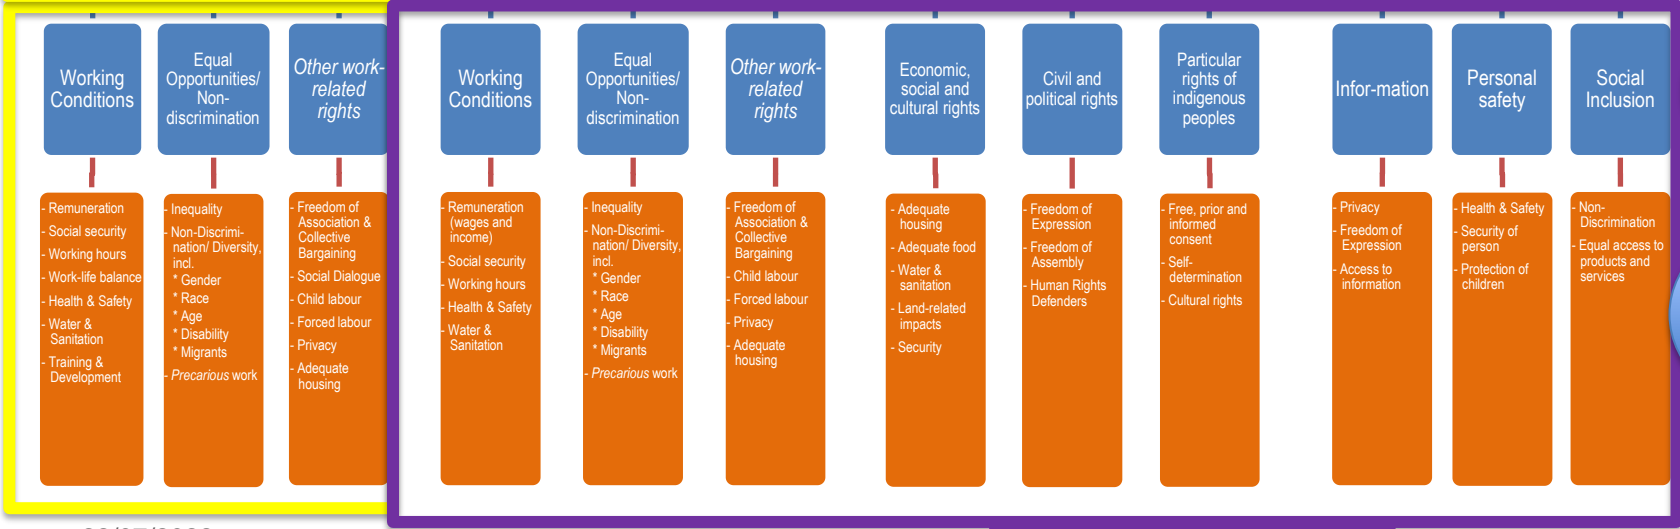 Working
Conditions
Equal
Opportunities/
Non-
discrimination
Other work-
related
rights
Working
Conditions
Equal
Opportunities/
Non-
discrimination
Other work-
related
rights
Economic,
social and
cultural rights
Civil and
political rights
Particular
rights of
indigenous
peoples
Infor-mation
Personal
safety
Social
Inclusion
- Remuneration
- Social security
- Working hours
- Work-life balance
- Health & Safety
- Water &
Sanitation
- Training &
Development
- Inequality
- Non-Discrimi-
nation/ Diversity,
incl.
* Gender
* Race
* Age
* Disability
* Migrants
- Precarious work
- Freedom of
Association &
Collective
Bargaining
- Social Dialogue
- Child labour
- Forced labour
- Privacy
- Adequate
housing
- Remuneration
(wages and
income)
- Social security
- Working hours
- Health & Safety
- Water &
Sanitation
- Inequality
- Non-Discrimi-
nation/ Diversity,
incl.
* Gender
* Race
* Age
* Disability
* Migrants
- Precarious work
- Freedom of
Association &
Collective
Bargaining
- Child labour
- Forced labour
- Privacy
- Adequate
housing
- Adequate
housing
- Adequate food
- Water &
sanitation
- Land-related
impacts
- Security
- Freedom of
Expression
- Freedom of
Assembly
- Human Rights
Defenders
- Free, prior and
informed
consent
- Self-
determination
- Cultural rights
- Privacy
- Freedom of
Expression
- Access to
information
- Health & Safety
- Security of
person
- Protection of
children
- Non-
Discrimination
- Equal access to
products and
services